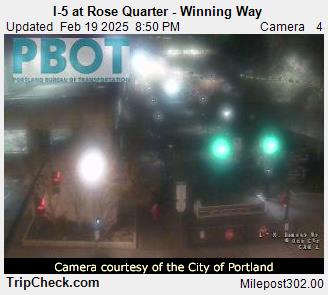 I-5 at Rose Quarter - Winning Way
Updated Feb 19 2025 8:50 PM Camera 4
PBOT
PORTLAND BUREAU OF TRANSPORTATION
Camera courtesy of the City of Portland
TripCheck.com Milepost302.00